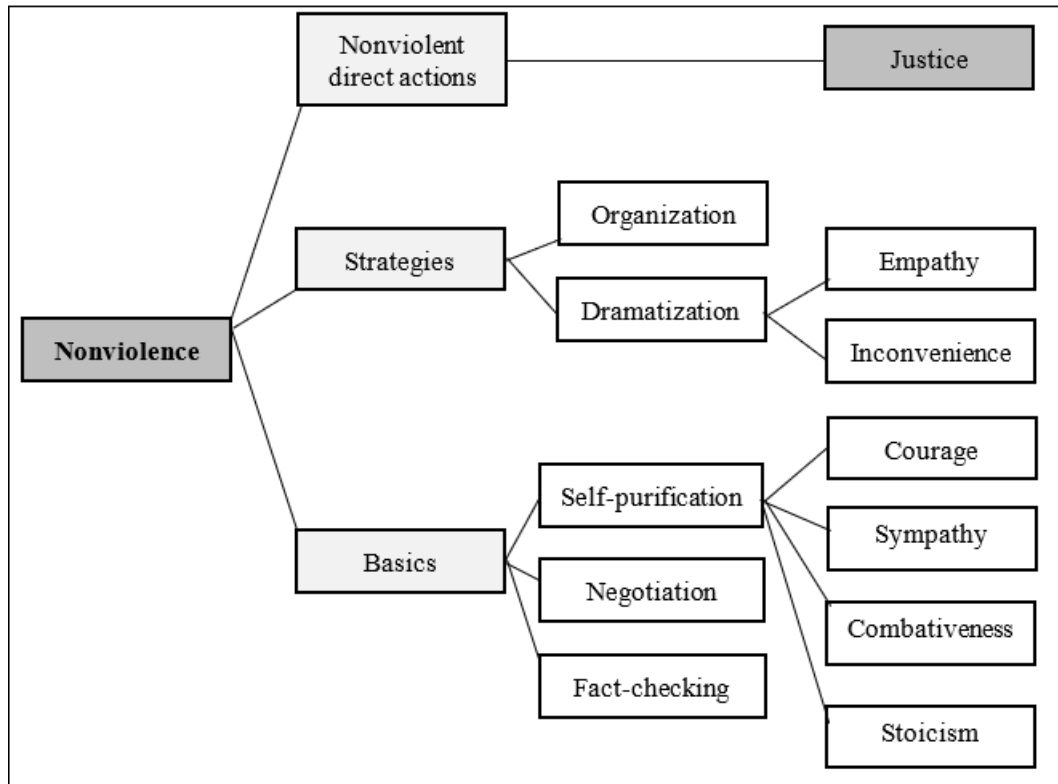 Nonviolent
direct actions
Justice
Organization
Strategies
Empathy
Dramatization
Nonviolence
Inconvenience
Courage
Self-purification
Sympathy
Basics
Negotiation
Combativeness
Fact-checking
Stoicism